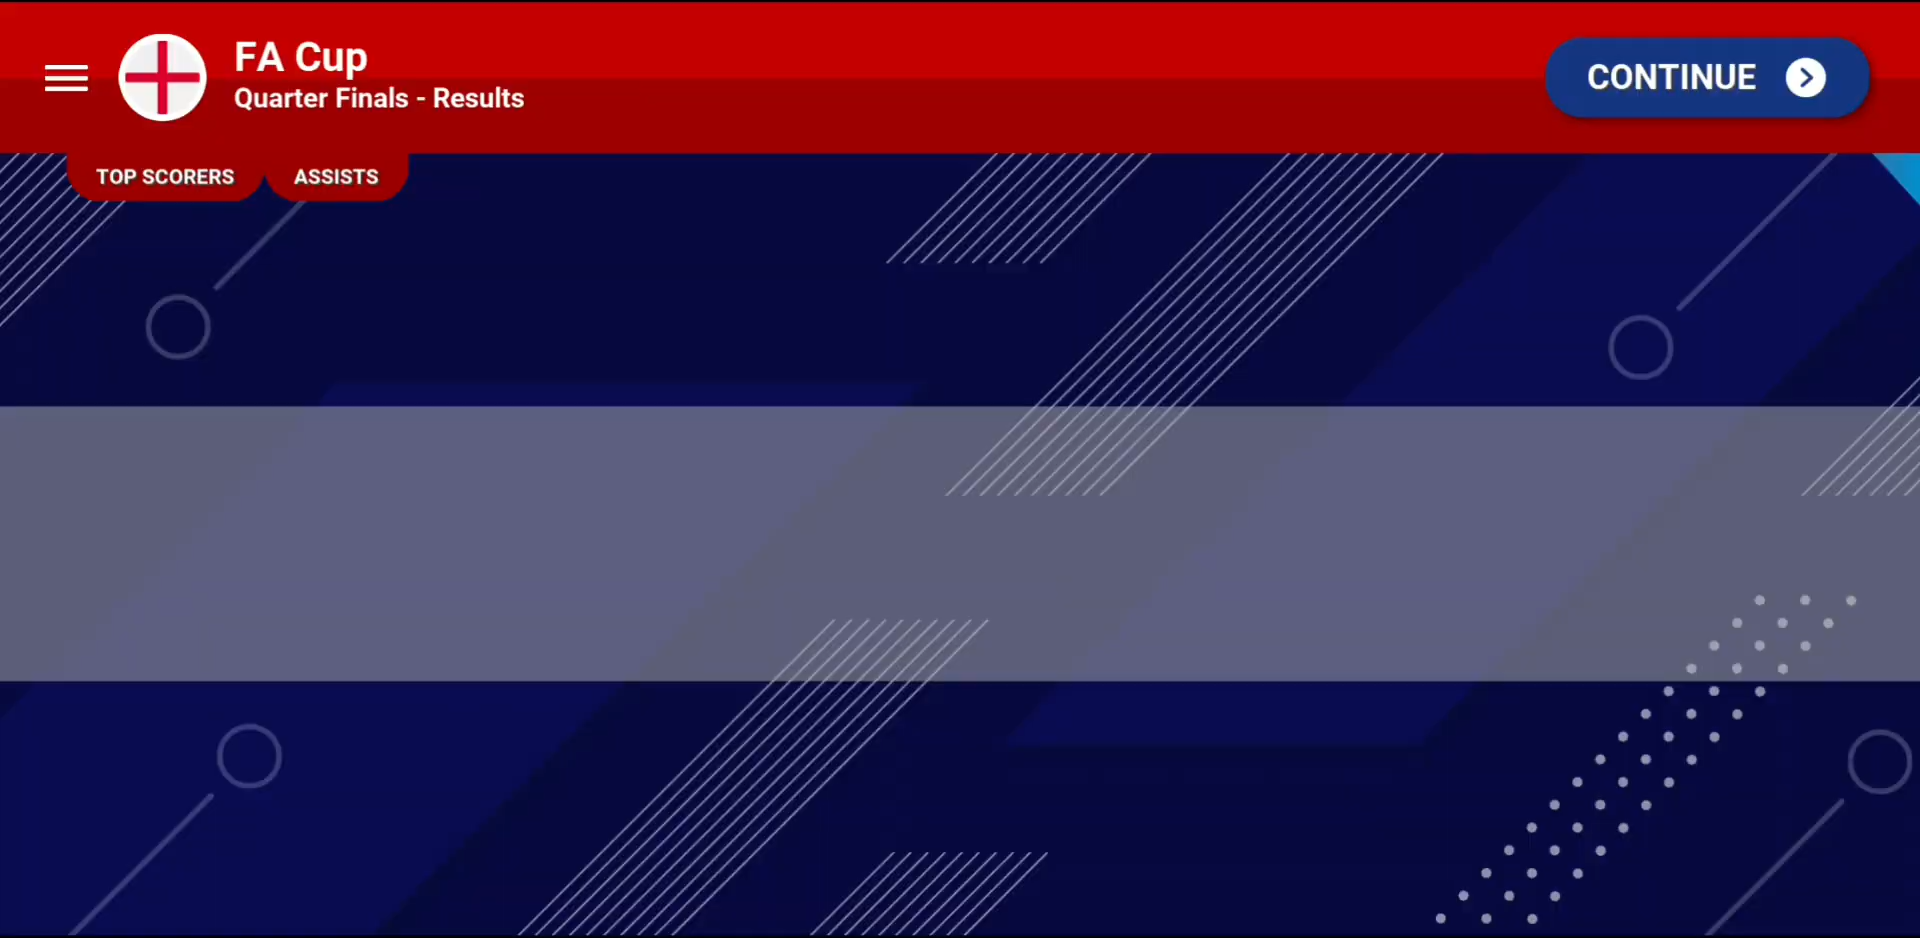 FA Cup
Quarter Finals - Results
CONTINUE
TOP SCORERS
ASSISTS